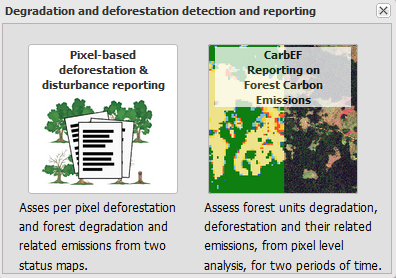 Degradation and deforestation detection and reporting
Pixel-based
deforestation &
disturbance reporting
CarbEF
Reporting on
Forest Carbon
Emissions
Asses per pixel deforestation
and forest degradation and
related emissions from two
status maps.
Assess forest units degradation,
deforestation and their related
emissions, from pixel level
analysis, for two periods of time.